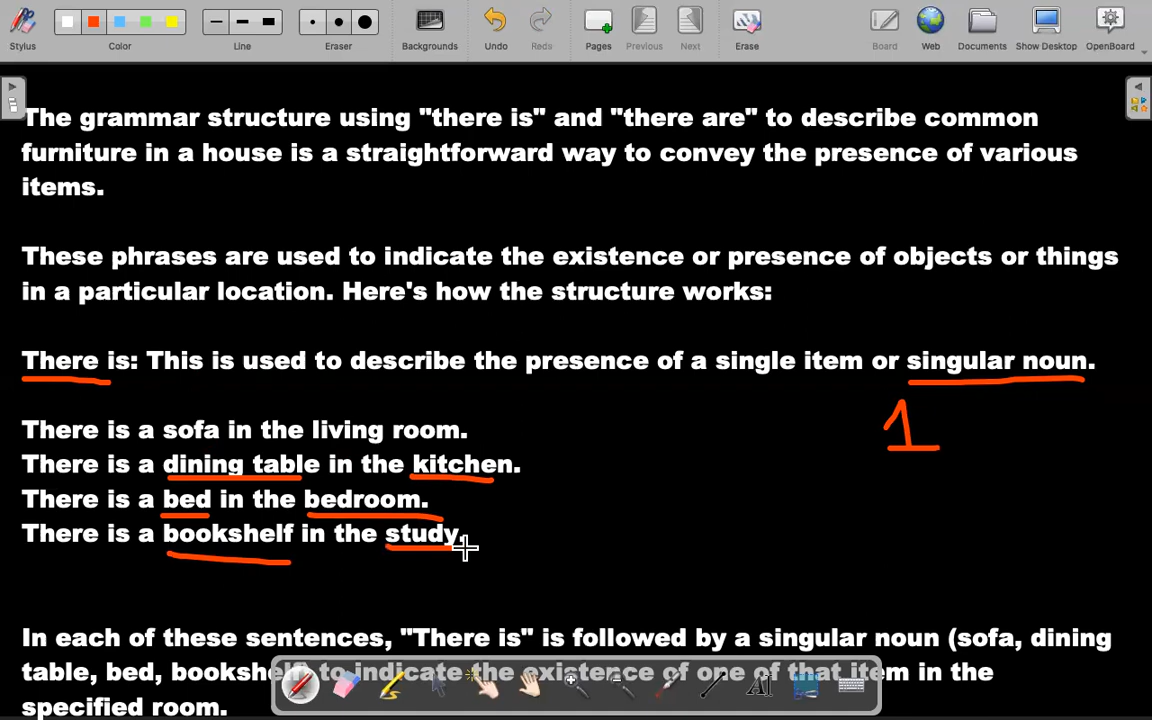 Stylus Color Line Eraser Backgrounds Undo Redo Pages Previous Next Erase Board Web Documents Show Desktop OpenBoard
The grammar structure using "there is" and "there are" to describe common
furniture in a house is a straightforward way to convey the presence of various
items.
These phrases are used to indicate the existence or presence of objects or things
in a particular location. Here's how the structure works:
There is: This is used to describe the presence of a single item or singular noun.
1
There is a sofa in the living room.
There is a dining table in the kitchen.
There is a bed in the bedroom.
There is a bookshelf in the study.
In each of these sentences, "There is" is followed by a singular noun (sofa, dining
table, bed, bookshelf) to indicate the existence of one of that item in the
specified room.